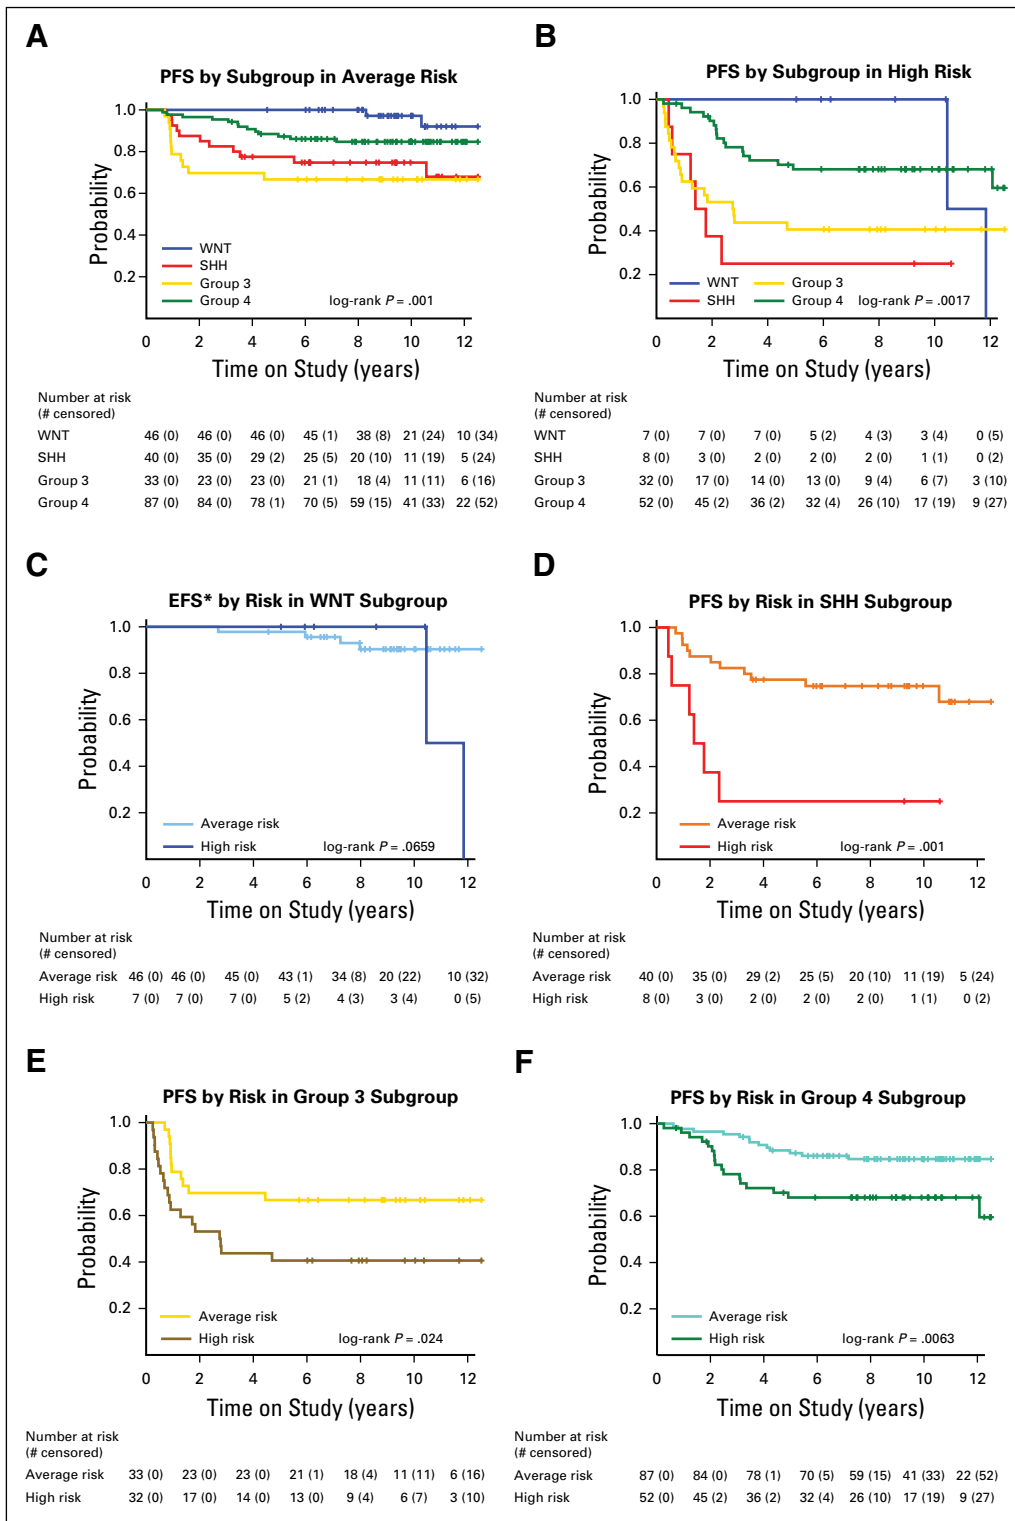 A
PFS by Subgroup in Average Risk
Probability
1.0
0.8
0.6
0.4
0.2
WNT
SHH
Group 3
Group 4
log-rank P = .001
0 2 4 6 8 10 12
Time on Study (years)
Number at risk
(# censored)
WNT 46 (0) 46 (0) 46 (0) 45 (1) 38 (8) 21 (24) 10 (34)
SHH 40 (0) 35 (0) 29 (2) 25 (5) 20 (10) 11 (19) 5 (24)
Group 3 33 (0) 23 (0) 23 (0) 21 (1) 18 (4) 11 (11) 6 (16)
Group 4 87 (0) 84 (0) 78 (1) 70 (5) 59 (15) 41 (33) 22 (52)
B
PFS by Subgroup in High Risk
Probability
1.0
0.8
0.6
0.4
0.2
WNT Group 3
SHH Group 4 log-rank P = .0017
0 2 4 6 8 10 12
Time on Study (years)
Number at risk
(# censored)
WNT 7 (0) 7 (0) 7 (0) 5 (2) 4 (3) 3 (4) 0 (5)
SHH 8 (0) 3 (0) 2 (0) 2 (0) 2 (0) 1 (1) 0 (2)
Group 3 32 (0) 17 (0) 14 (0) 13 (0) 9 (4) 6 (7) 3 (10)
Group 4 52 (0) 45 (2) 36 (2) 32 (4) 26 (10) 17 (19) 9 (27)
C
EFS* by Risk in WNT Subgroup
Probability
1.0
0.8
0.6
0.4
0.2
Average risk
High risk log-rank P = .0659
0 2 4 6 8 10 12
Time on Study (years)
Number at risk
(# censored)
Average risk 46 (0) 46 (0) 45 (0) 43 (1) 34 (8) 20 (22) 10 (32)
High risk 7 (0) 7 (0) 7 (0) 5 (2) 4 (3) 3 (4) 0 (5)
D
PFS by Risk in SHH Subgroup
Probability
1.0
0.8
0.6
0.4
0.2
Average risk
High risk log-rank P = .001
0 2 4 6 8 10 12
Time on Study (years)
Number at risk
(# censored)
Average risk 40 (0) 35 (0) 29 (2) 25 (5) 20 (10) 11 (19) 5 (24)
High risk 8 (0) 3 (0) 2 (0) 2 (0) 2 (0) 1 (1) 0 (2)
E
PFS by Risk in Group 3 Subgroup
Probability
1.0
0.8
0.6
0.4
0.2
Average risk
High risk log-rank P = .024
0 2 4 6 8 10 12
Time on Study (years)
Number at risk
(# censored)
Average risk 33 (0) 23 (0) 23 (0) 21 (1) 18 (4) 11 (11) 6 (16)
High risk 32 (0) 17 (0) 14 (0) 13 (0) 9 (4) 6 (7) 3 (10)
F
PFS by Risk in Group 4 Subgroup
Probability
1.0
0.8
0.6
0.4
0.2
Average risk
High risk log-rank P = .0063
0 2 4 6 8 10 12
Time on Study (years)
Number at risk
(# censored)
Average risk 87 (0) 84 (0) 78 (1) 70 (5) 59 (15) 41 (33) 22 (52)
High risk 52 (0) 45 (2) 36 (2) 32 (4) 26 (10) 17 (19) 9 (27)